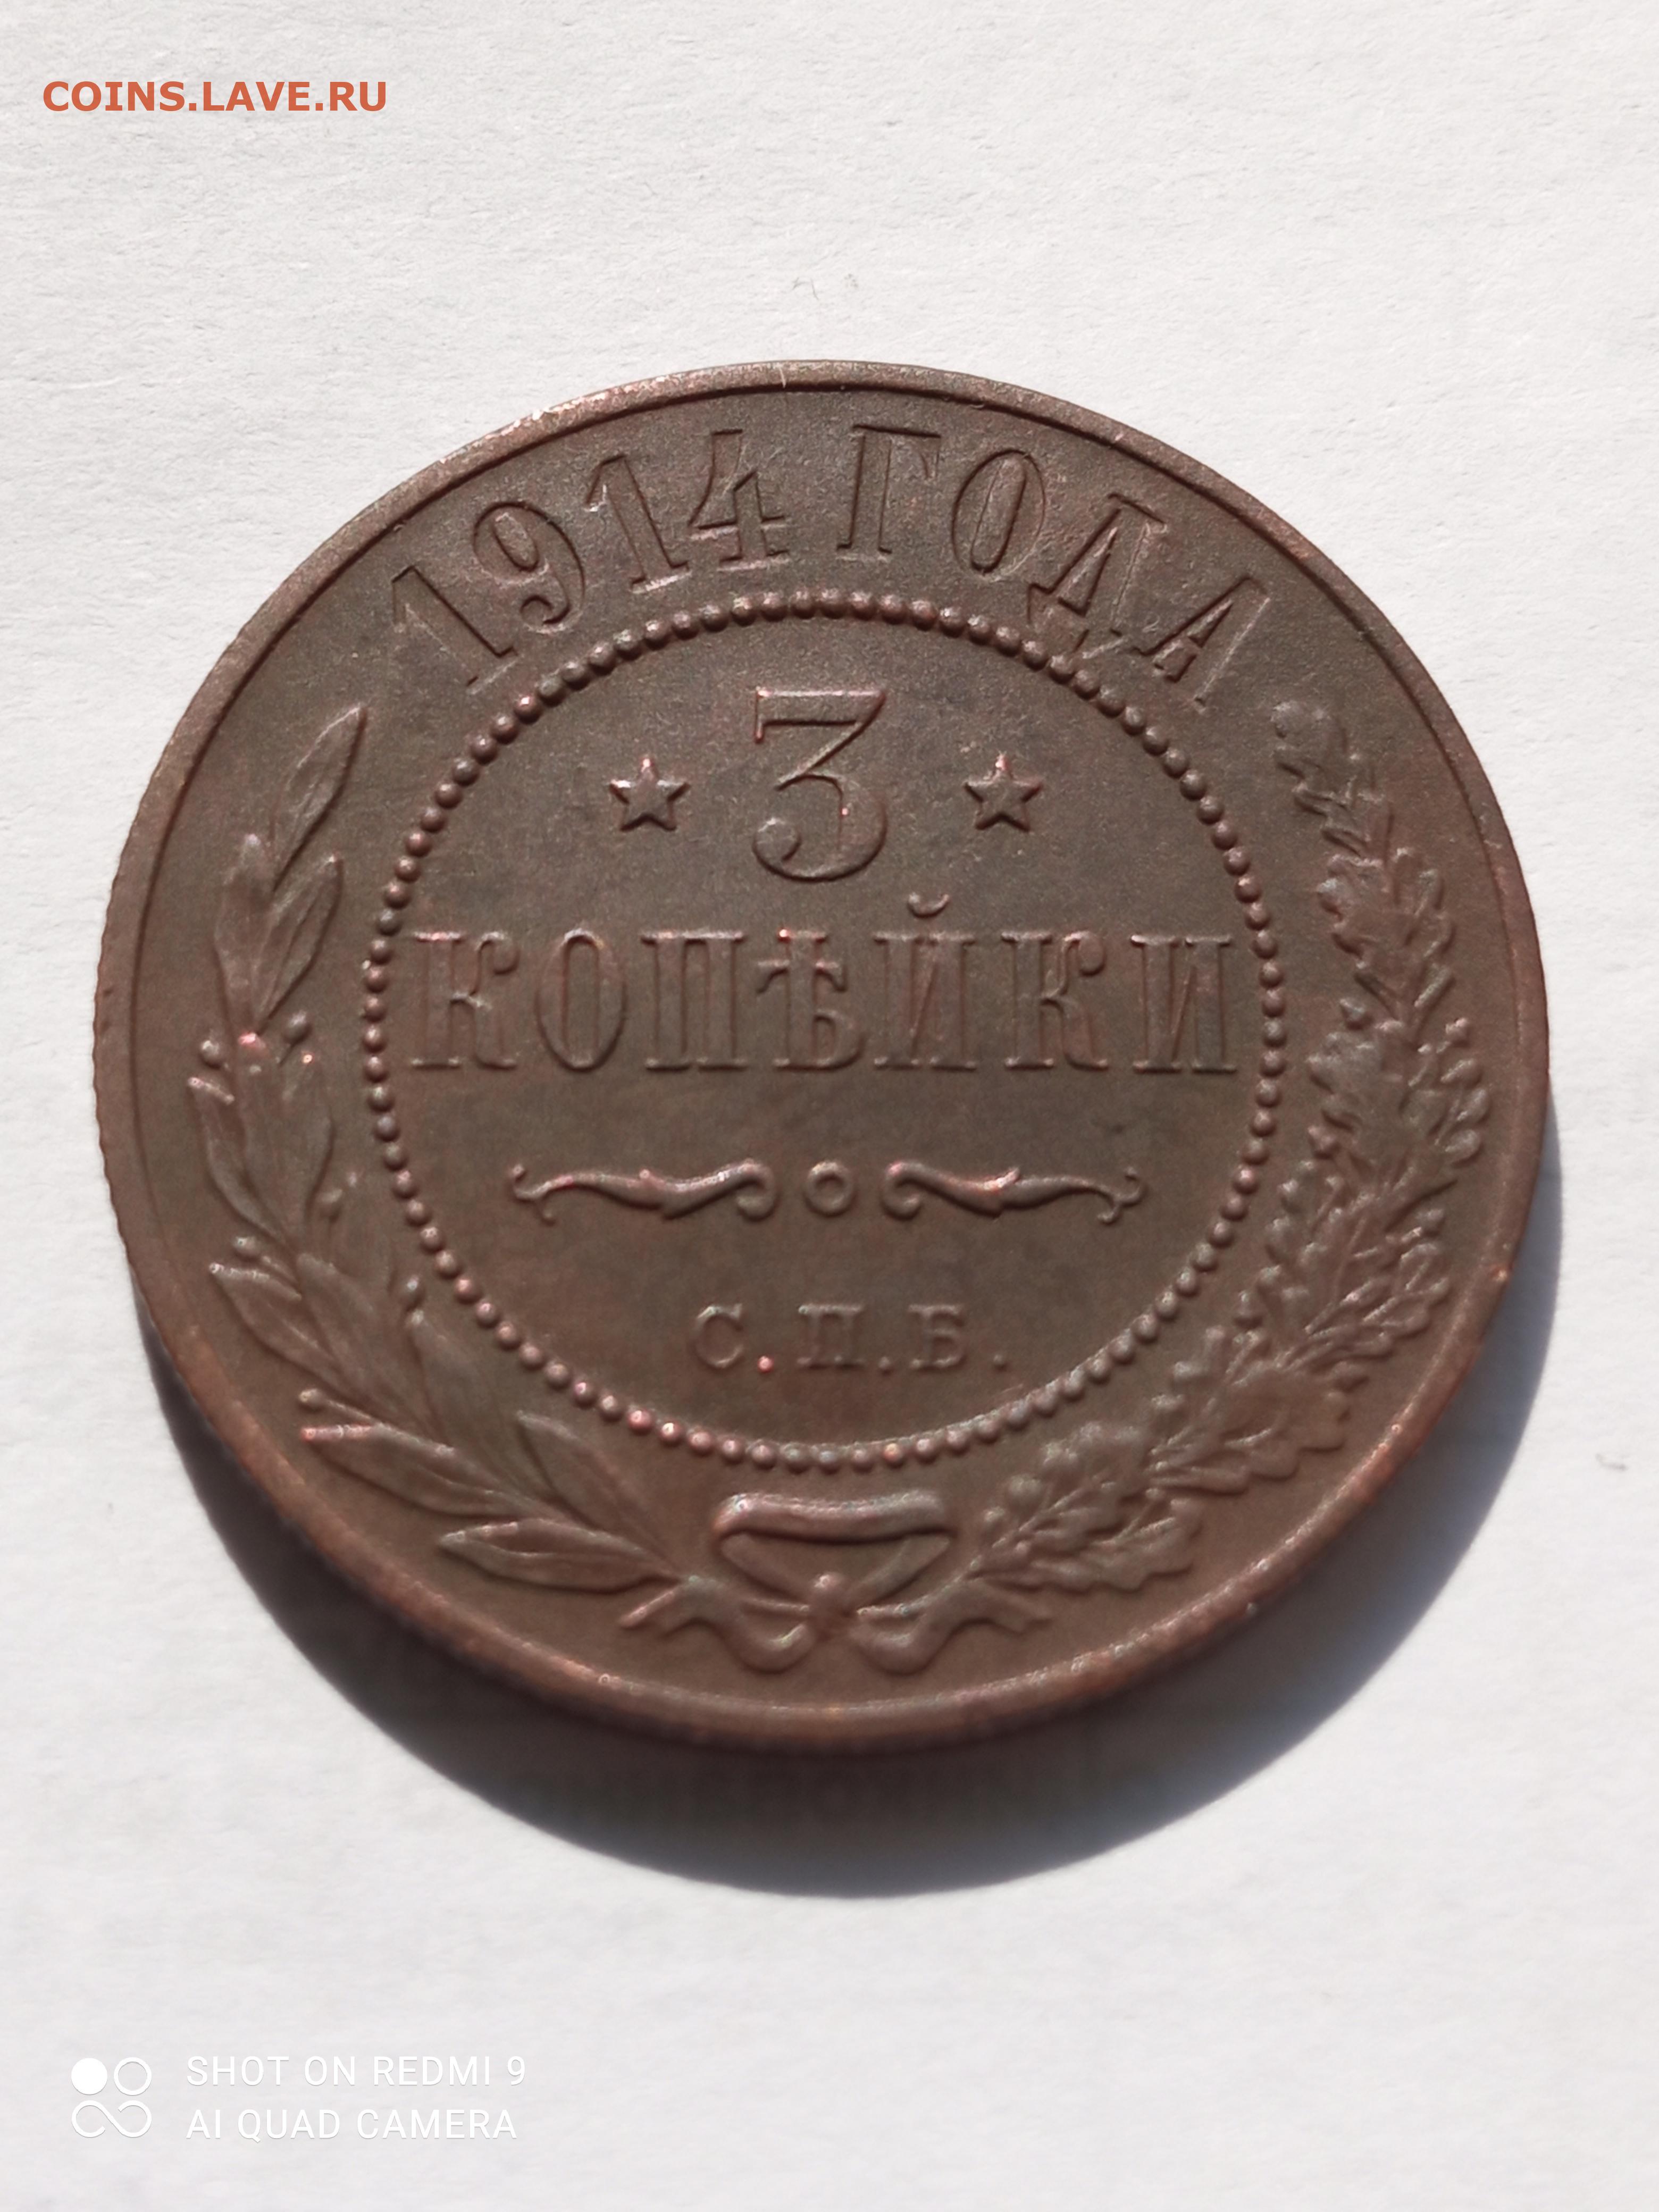 COINS.LAVE.RU
1914 ГОДА
3
КОПѢЙКИ
С.П.Б.
SHOT ON REDMI 9
AI QUAD CAMERA